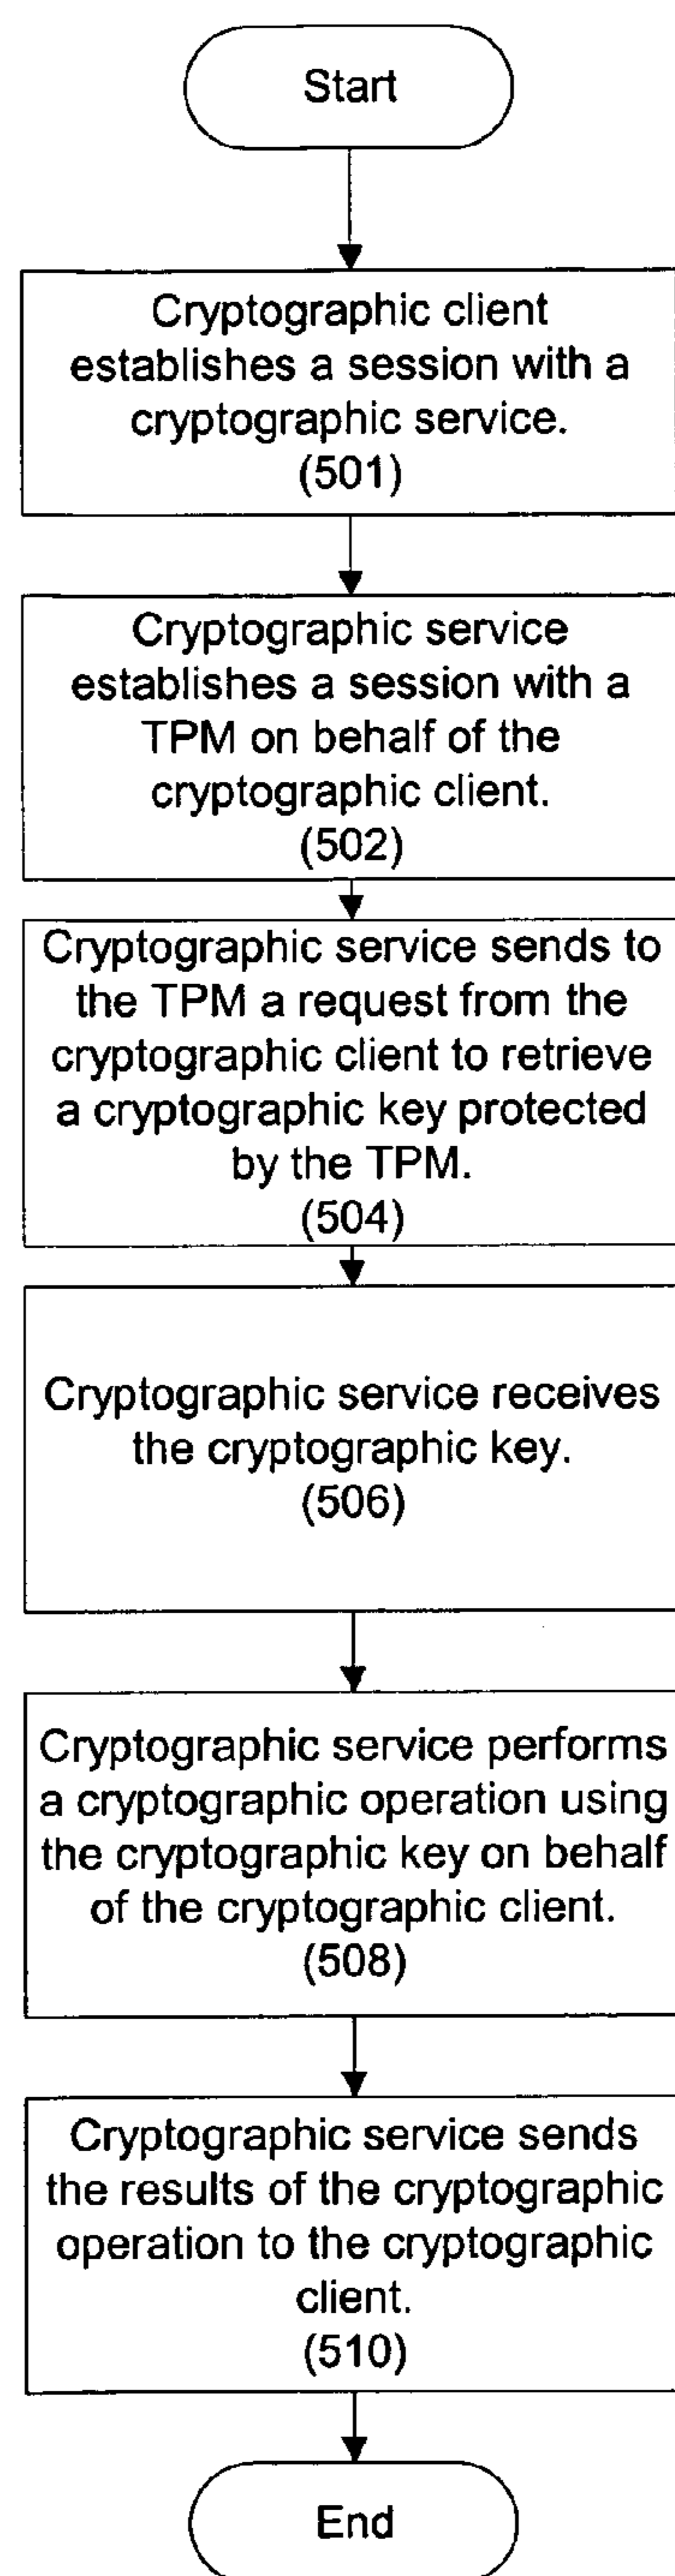 Start
Cryptographic client
establishes a session with a
cryptographic service.
(501)
Cryptographic service
establishes a session with a
TPM on behalf of the
cryptographic client.
(502)
Cryptographic service sends to
the TPM a request from the
cryptographic client to retrieve
a cryptographic key protected
by the TPM.
(504)
Cryptographic service receives
the cryptographic key.
(506)
Cryptographic service performs
a cryptographic operation using
the cryptographic key on behalf
of the cryptographic client.
(508)
Cryptographic service sends
the results of the cryptographic
operation to the cryptographic
client.
(510)
End